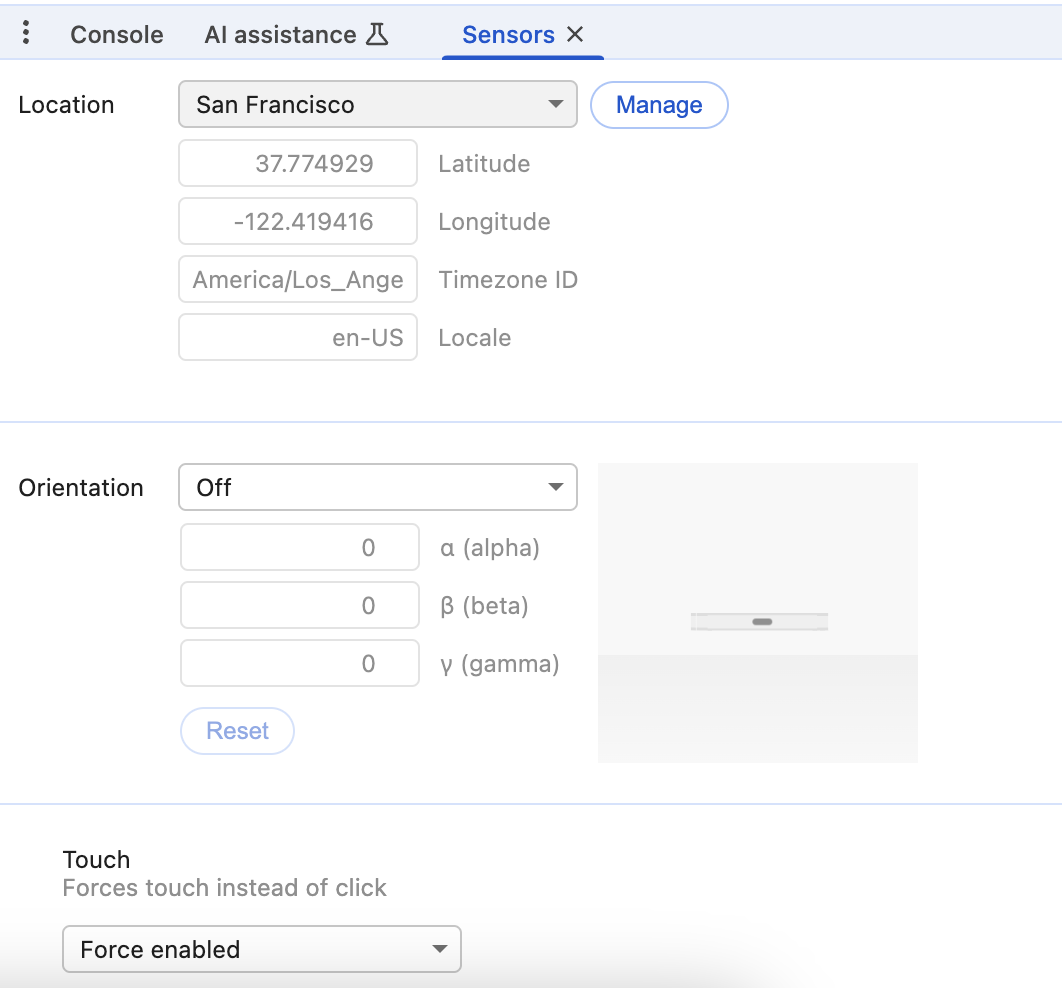 Console AI assistance Sensors
Location San Francisco Manage
37.774929 Latitude
-122.419416 Longitude
America/Los_Ange Timezone ID
en-US Locale
Orientation Off
0 α (alpha)
0 β (beta)
0 γ (gamma)
Reset
Touch
Forces touch instead of click
Force enabled